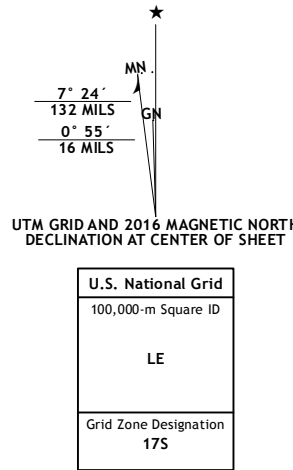 ★
MN
7° 24´
132 MILS
GN
0° 55´
16 MILS
UTM GRID AND 2016 MAGNETIC NORTH
DECLINATION AT CENTER OF SHEET
U.S. National Grid
100,000-m Square ID
LE
Grid Zone Designation
17S